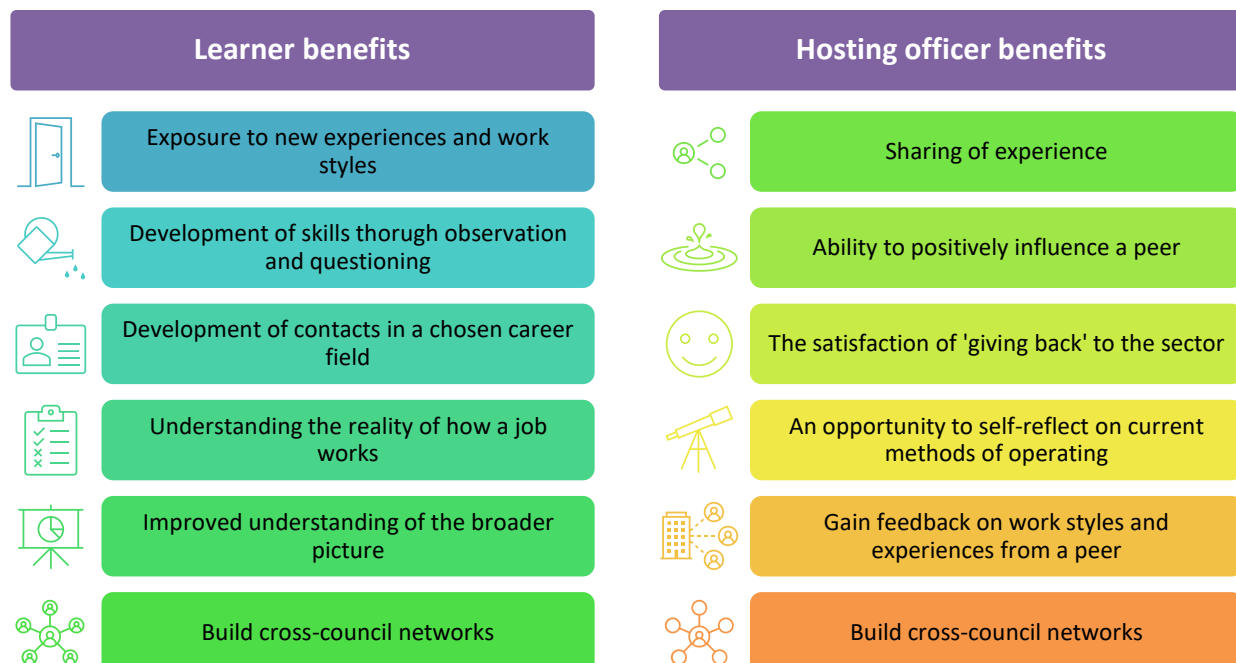 Learner benefits
Exposure to new experiences and work
styles
Development of skills thorugh observation
and questioning
Development of contacts in a chosen career
field
Understanding the reality of how a job
works
Improved understanding of the broader
picture
Build cross-council networks
Hosting officer benefits
Sharing of experience
Ability to positively influence a peer
The satisfaction of 'giving back' to the sector
An opportunity to self-reflect on current
methods of operating
Gain feedback on work styles and
experiences from a peer
Build cross-council networks